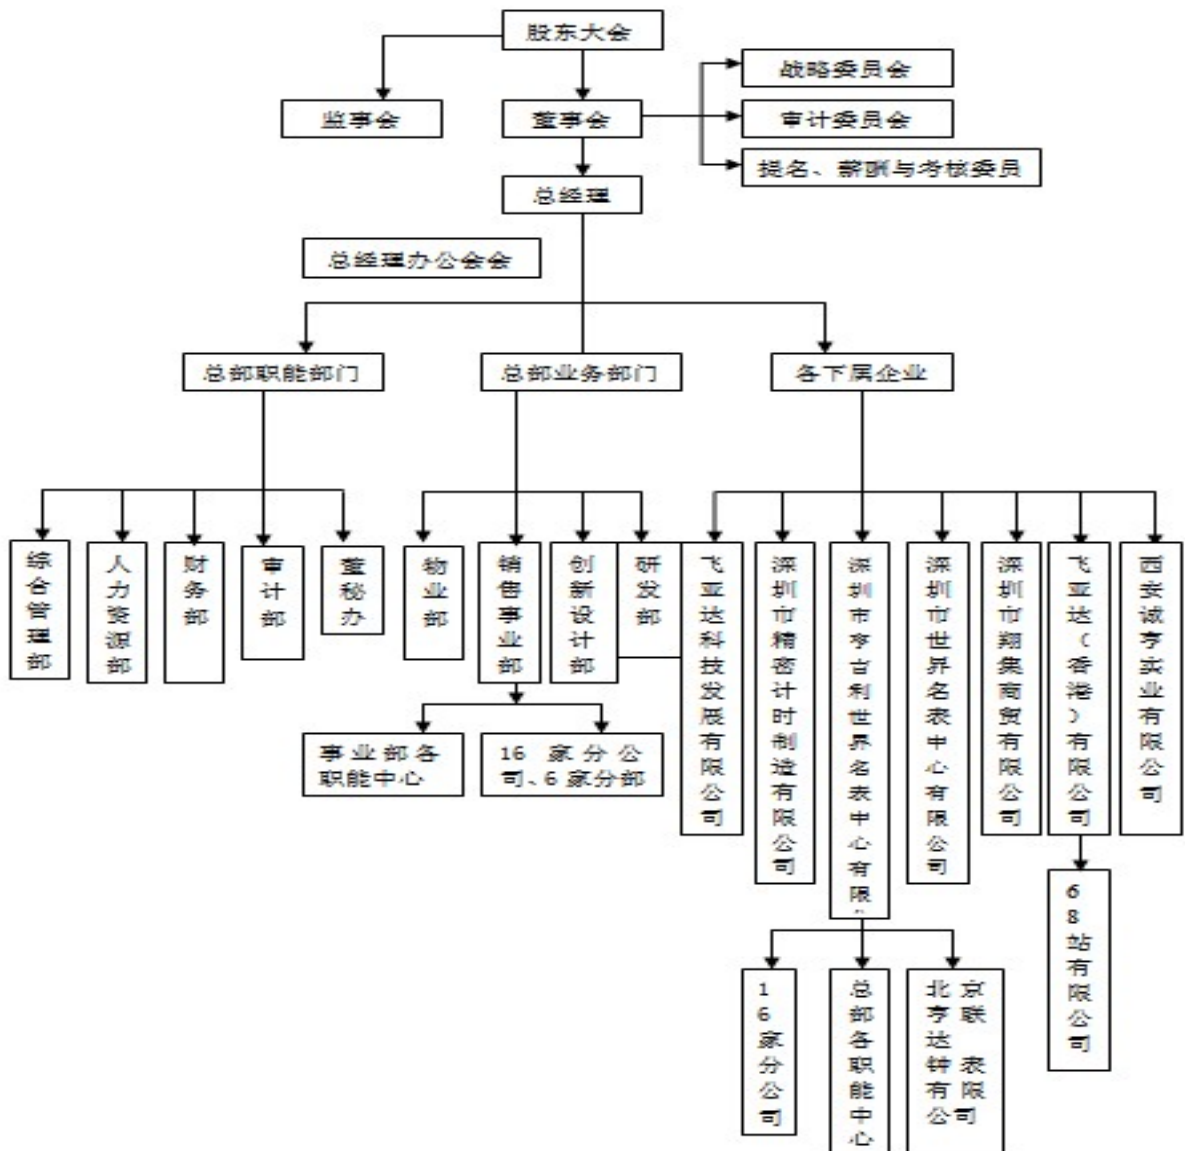 股东大会
战略委员会
监事会
董事会
审计委员会
提名、薪酬与考核委员
总经理
总经理办公会会
总部职能部门
总部业务部门
各下属企业
综合管理部
人力资源部
财务部
审计部
董秘办
物业部
销售事业部
创新设计部
研发部
飞亚达科技发展有限公司
深圳市精密计时制造有限公司
深圳市亨吉利世界名表中心有限
深圳市世界名表中心有限公司
深圳市翔集商贸有限公司
飞亚达（香港）有限公司
西安诚亨实业有限公司
事业部各
职能中心
16 家分公
司、6家分部
68站有限公司
16家分公司
总部各职能中心
北京
亨联
达
钟表
有限
公司